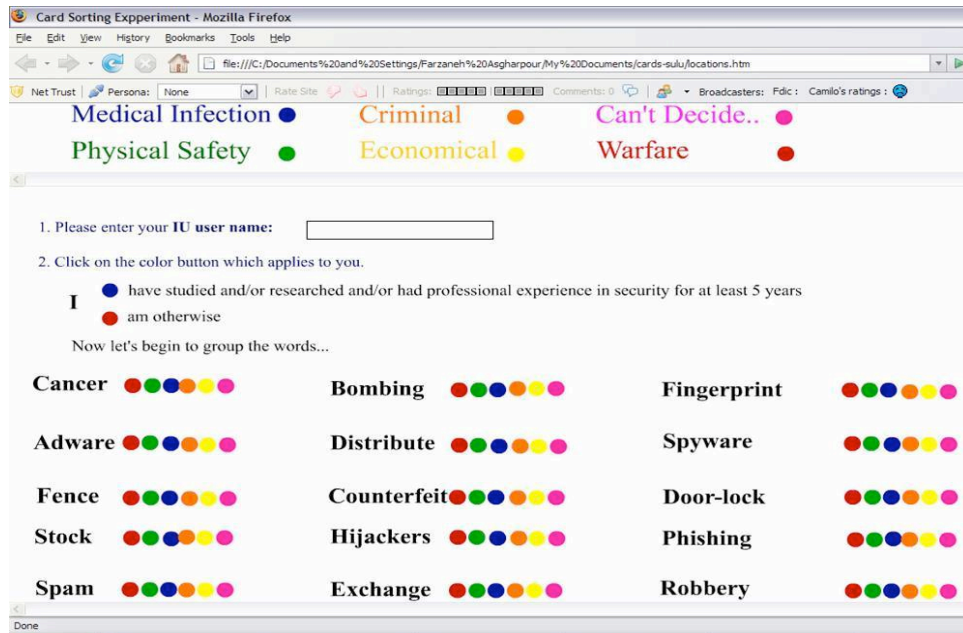 Card Sorting Expperiment - Mozilla Firefox
File Edit View History Bookmarks Tools Help
file:///C:/Documents%20and%20Settings/Farzaneh%20Asgharpour/My%20Documents/cards-sulu/locations.htm
Net Trust Persona: None Rate Site Ratings: Comments: 0 Broadcasters: Fdic : Camilo's ratings :
Medical Infection Criminal Can't Decide..
Physical Safety Economical Warfare
1. Please enter your IU user name:
2. Click on the color button which applies to you.
I
have studied and/or researched and/or had professional experience in security for at least 5 years
am otherwise
Now let's begin to group the words...
Cancer Bombing Fingerprint
Adware Distribute Spyware
Fence Counterfeit Door-lock
Stock Hijackers Phishing
Spam Exchange Robbery
Done